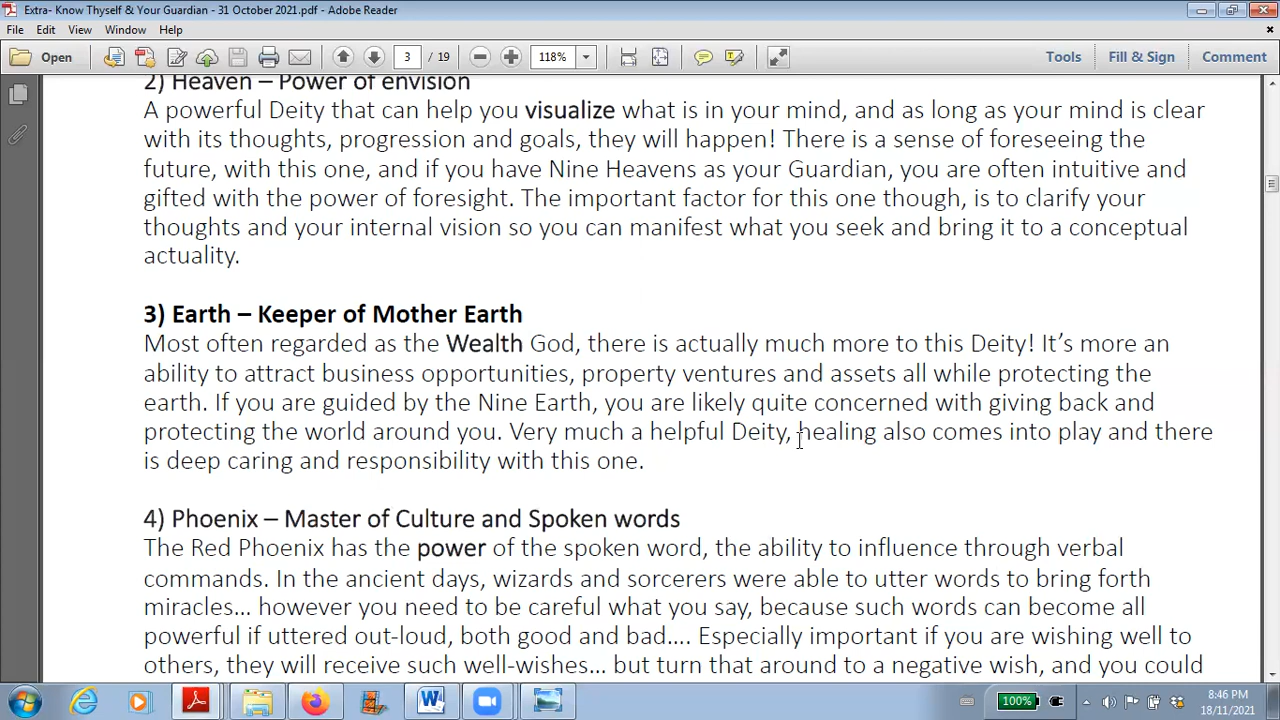 Extra- Know Thyself & Your Guardian - 31 October 2021.pdf - Adobe Reader
File Edit View Window Help
Open 3 / 19 118% Tools Fill & Sign Comment
2) Heaven – Power of envision
A powerful Deity that can help you visualize what is in your mind, and as long as your mind is clear
with its thoughts, progression and goals, they will happen! There is a sense of foreseeing the
future, with this one, and if you have Nine Heavens as your Guardian, you are often intuitive and
gifted with the power of foresight. The important factor for this one though, is to clarify your
thoughts and your internal vision so you can manifest what you seek and bring it to a conceptual
actuality.
3) Earth – Keeper of Mother Earth
Most often regarded as the Wealth God, there is actually much more to this Deity! It’s more an
ability to attract business opportunities, property ventures and assets all while protecting the
earth. If you are guided by the Nine Earth, you are likely quite concerned with giving back and
protecting the world around you. Very much a helpful Deity, healing also comes into play and there
is deep caring and responsibility with this one.
4) Phoenix – Master of Culture and Spoken words
The Red Phoenix has the power of the spoken word, the ability to influence through verbal
commands. In the ancient days, wizards and sorcerers were able to utter words to bring forth
miracles… however you need to be careful what you say, because such words can become all
powerful if uttered out-loud, both good and bad…. Especially important if you are wishing well to
others, they will receive such well-wishes… but turn that around to a negative wish, and you could
100% 8:46 PM
18/11/2021